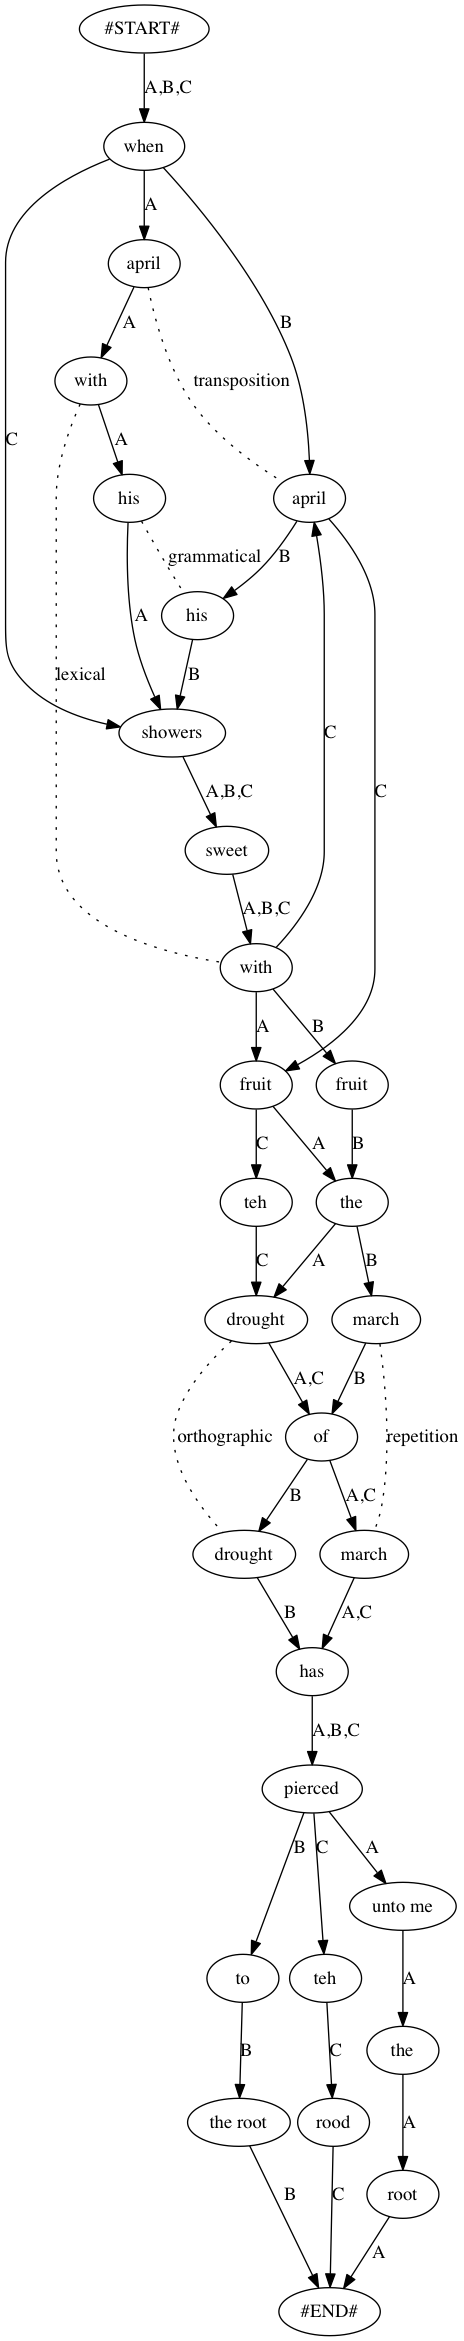 #START#
A,B,C
when
A
april
B
A
transposition
with
C
A
his
april
grammatical
B
his
A
B
lexical
showers
C
C
A,B,C
sweet
A,B,C
with
A
B
fruit
fruit
C
A
B
teh
the
C
A
B
drought
march
A,C
B
orthographic
of
repetition
B
A,C
drought
march
B
A,C
has
A,B,C
pierced
B
C
A
unto me
to
teh
A
B
C
the
the root
rood
A
B
C
root
A
#END#